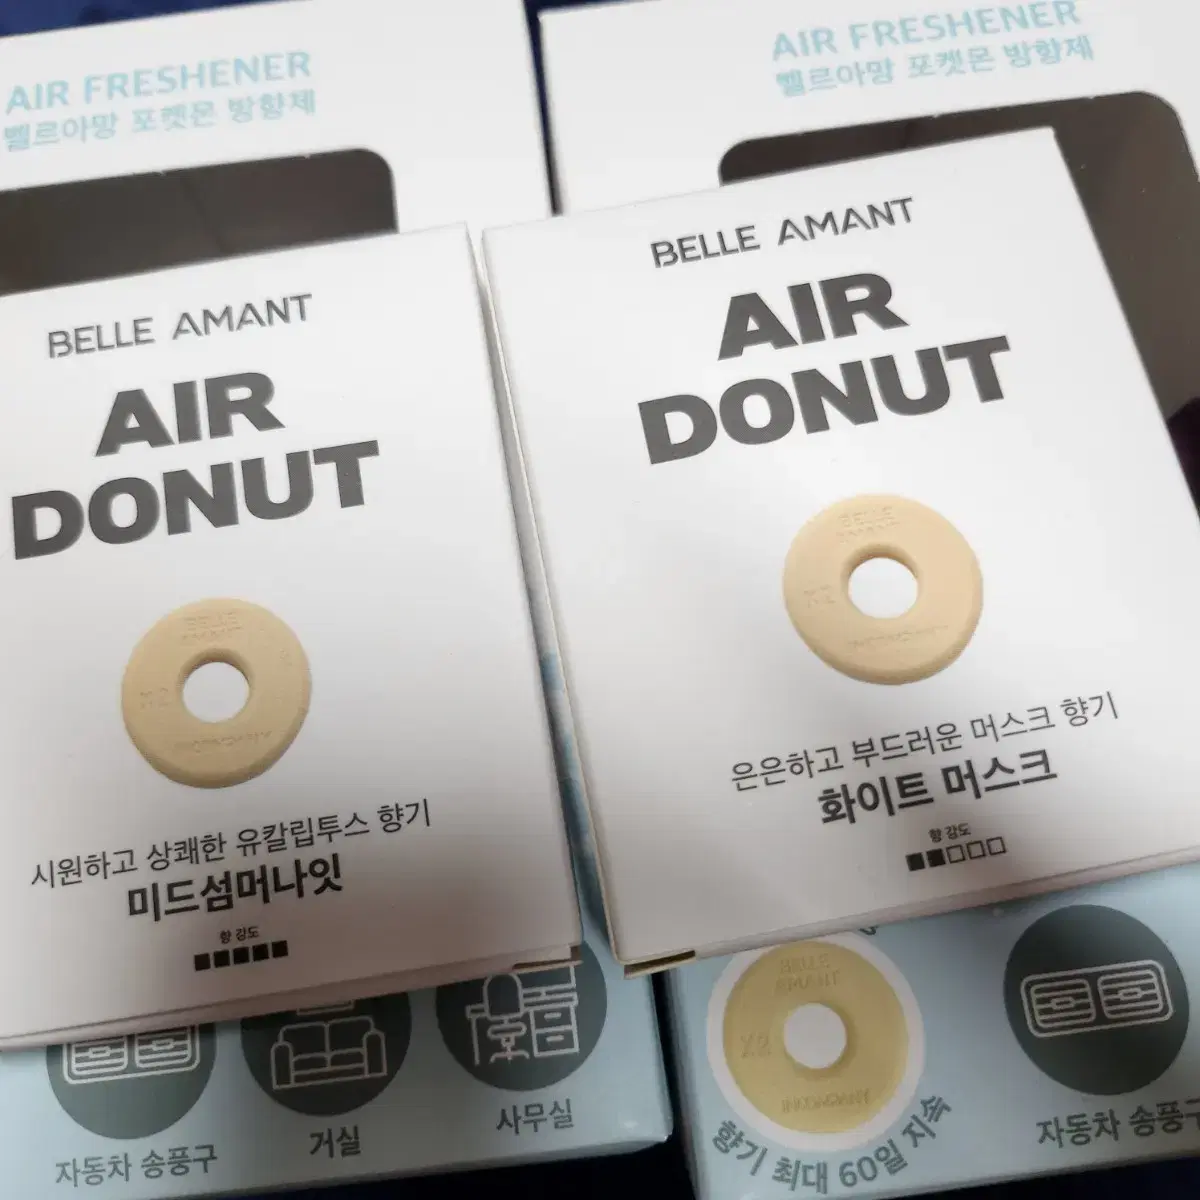 AIR FRESHENER
벨르아망 포켓몬 방향제
AIR FRESHENER
벨르아망 포켓몬 방향제
BELLE AMANT
AIR
DONUT
BELLE
AMANT
X2
시원하고 상쾌한 유칼립투스 향기
미드섬머나잇
향 강도
BELLE AMANT
AIR
DONUT
BELLE
AMANT
X2
은은하고 부드러운 머스크 향기
화이트 머스크
향 강도
자동차 송풍구
거실
사무실
X2
향기 최대 60일 지속
자동차 송풍구